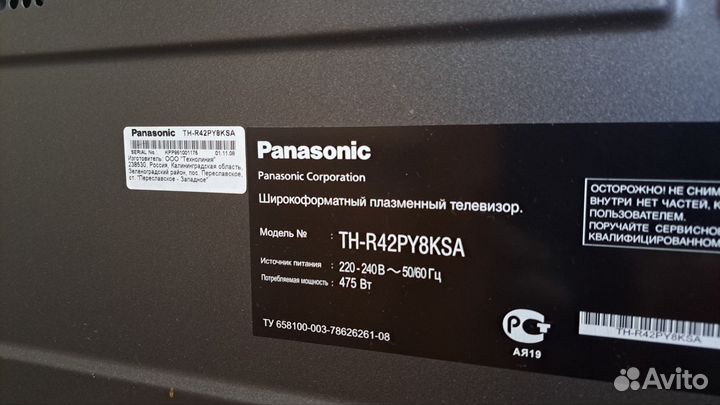 Panasonic TH-R42PY8KSA
SERIAL No. KPP861001175 01.11.08
Изготовитель: ООО "Технолиния"
238530, Россия, Калининградская область,
Зеленоградский район, пос. Переславское,
ст. "Переславское - Западное"
Panasonic
Panasonic Corporation
Широкоформатный плазменный телевизор.
Модель № : TH-R42PY8KSA
Источник питания : 220-240В～50/60 Гц
Потребляемая мощность : 475 Вт
ТУ 658100-003-78626261-08
ОСТОРОЖНО! НЕ СНИМ
ВНУТРИ НЕТ ЧАСТЕЙ,
ПОЛЬЗОВАТЕЛЕМ.
ПОРУЧАЙТЕ СЕРВИСНО
КВАЛИФИЦИРОВАННОМ
РСТ
АЯ19
TH-R42PY8KSA
Avito